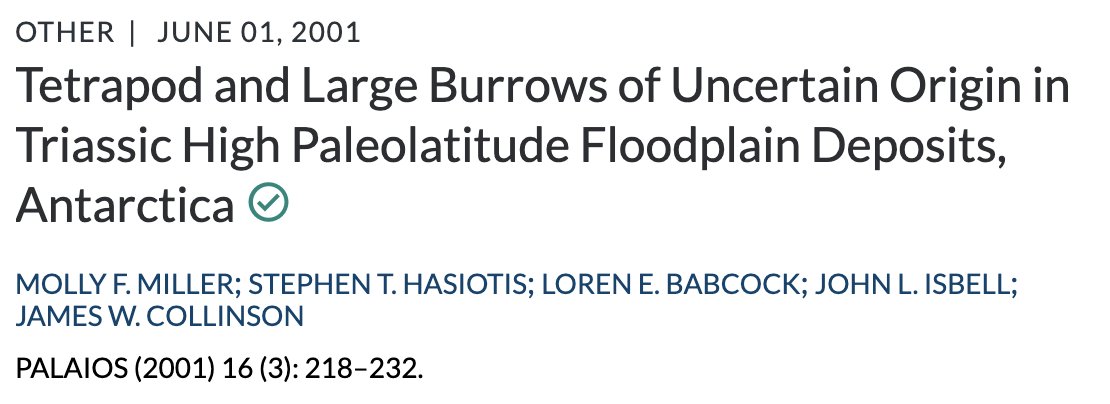 OTHER | JUNE 01, 2001
Tetrapod and Large Burrows of Uncertain Origin in
Triassic High Paleolatitude Floodplain Deposits,
Antarctica
MOLLY F. MILLER; STEPHEN T. HASIOTIS; LOREN E. BABCOCK; JOHN L. ISBELL;
JAMES W. COLLINSON
PALAIOS (2001) 16 (3): 218–232.